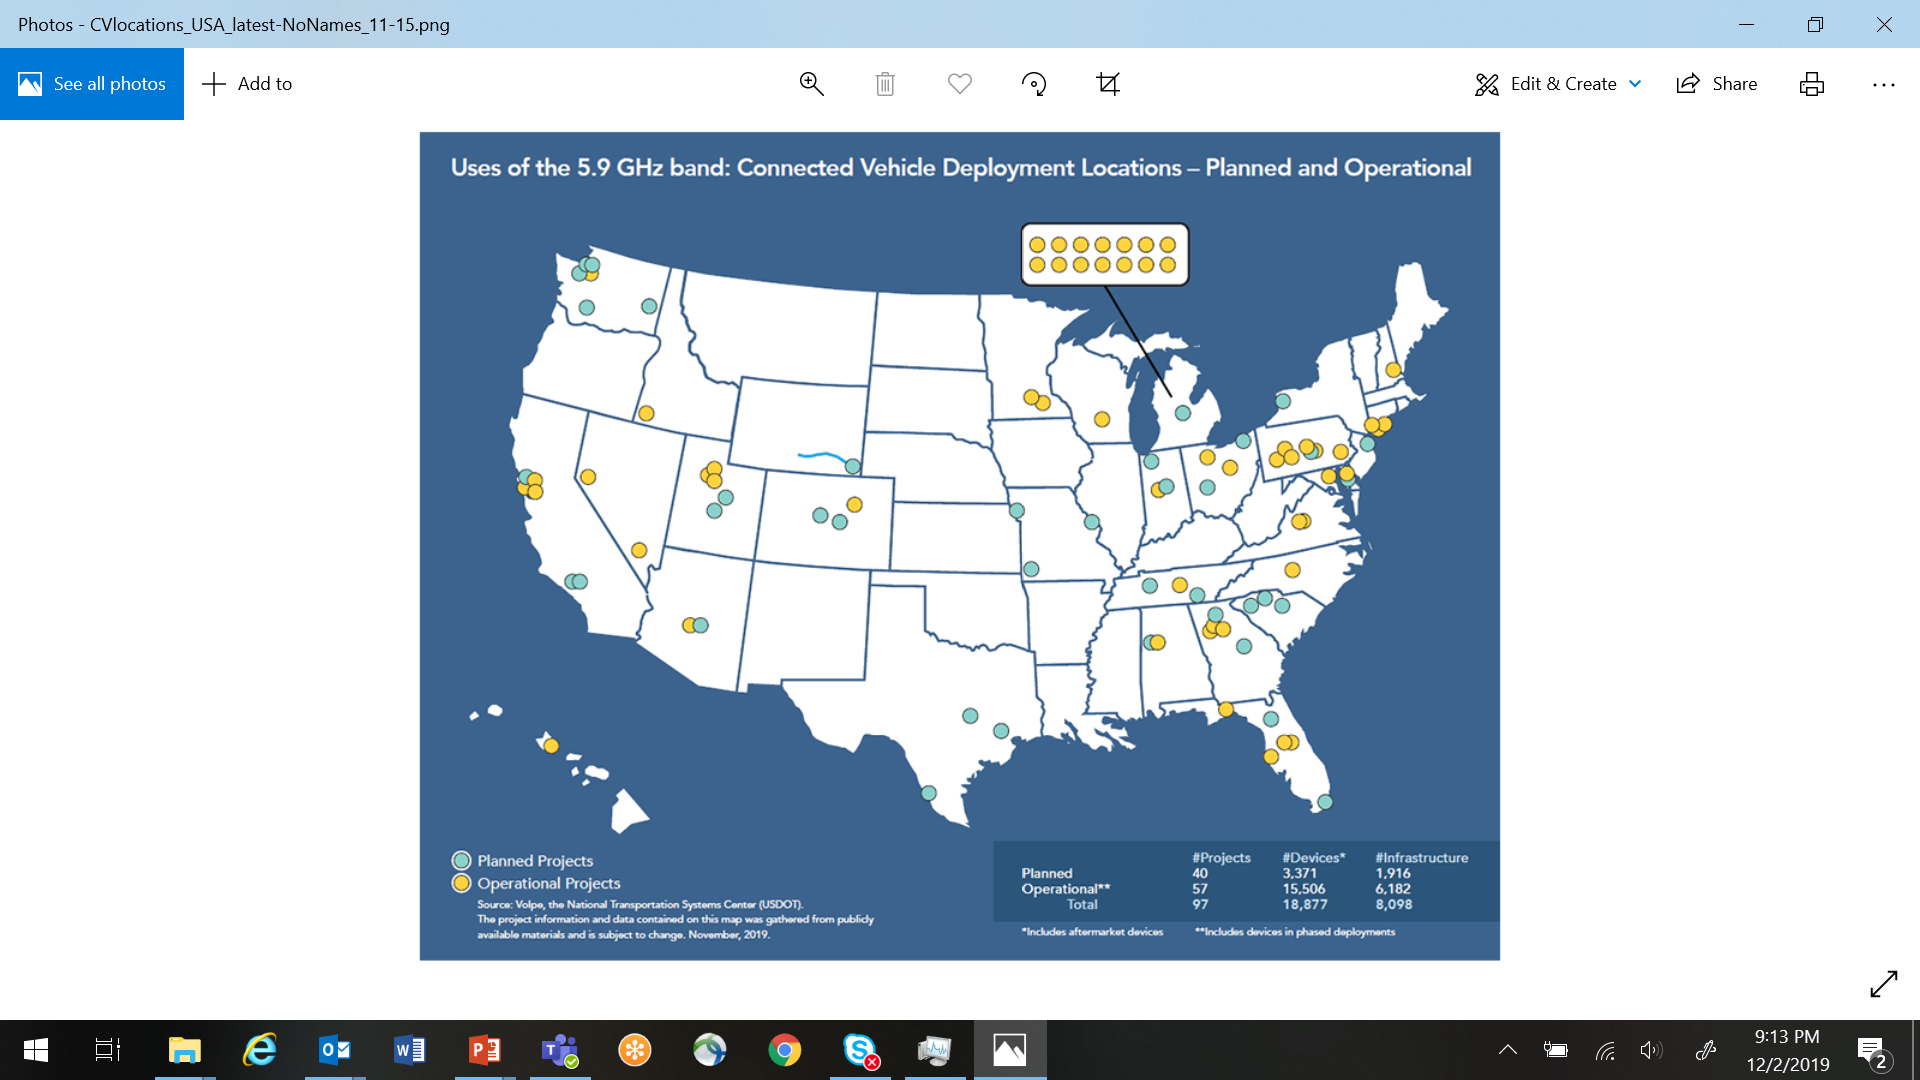 Photos - CVlocations_USA_latest-NoNames_11-15.png
See all photos
Add to
Edit & Create
Share
Uses of the 5.9 GHz band: Connected Vehicle Deployment Locations – Planned and Operational
Planned Projects
Operational Projects
Source: Volpe, the National Transportation Systems Center (USDOT).
The project information and data contained on this map was gathered from publicly
available materials and is subject to change. November, 2019.
#Projects #Devices* #Infrastructure
Planned 40 3,371 1,916
Operational** 57 15,506 6,182
Total 97 18,877 8,098
*Includes aftermarket devices **Includes devices in phased deployments
9:13 PM
12/2/2019
2